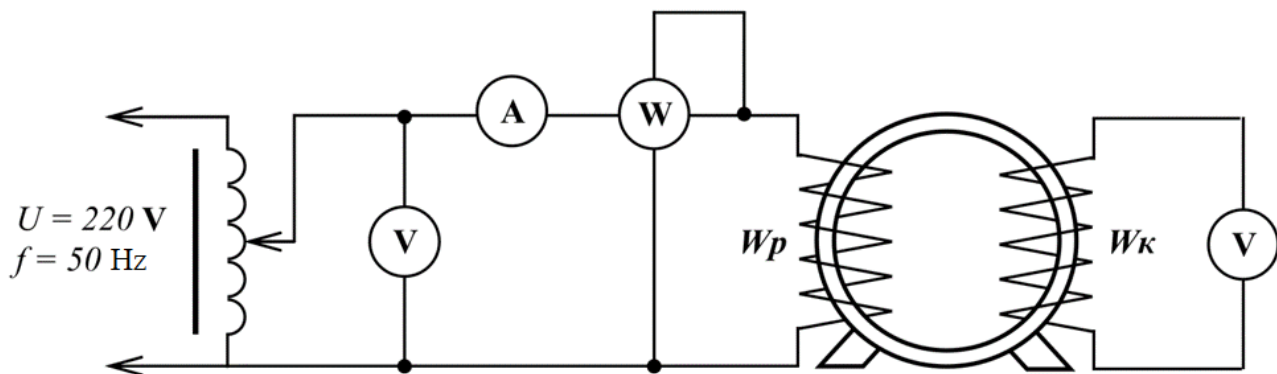 A
W
U = 220 V
f = 50 Hz
V
Wp
Wк
V